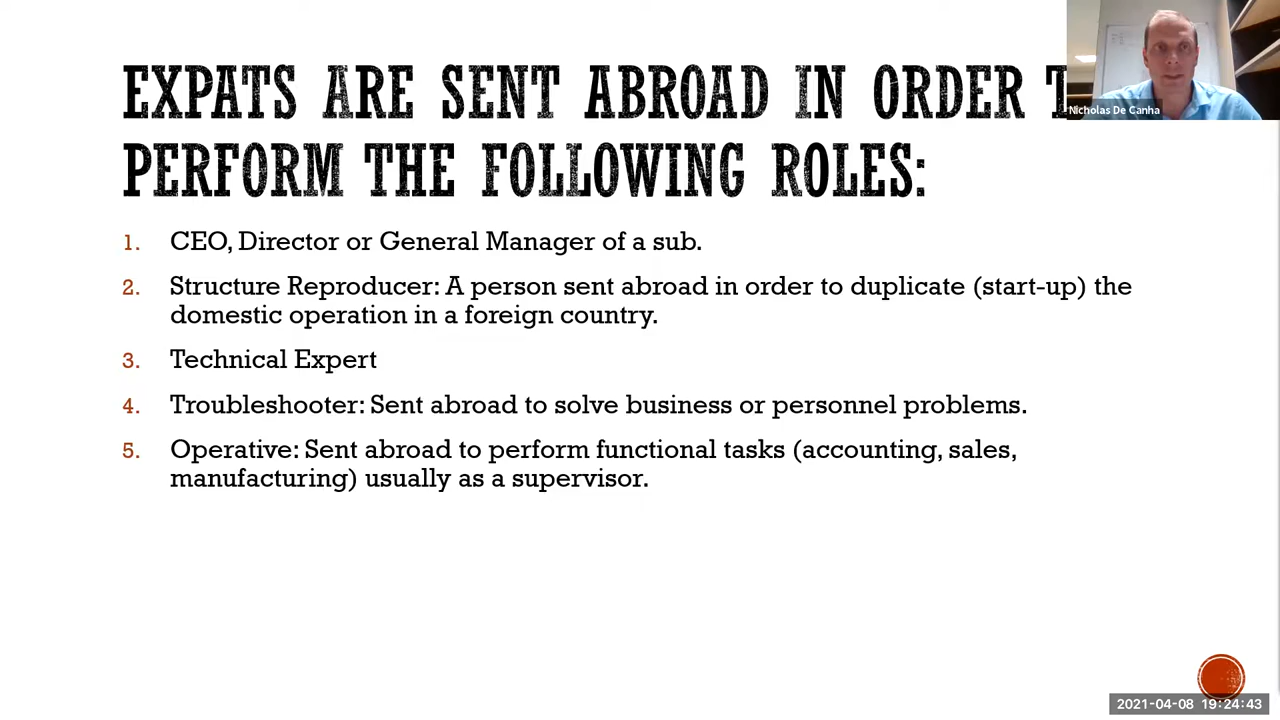 EXPATS ARE SENT ABROAD IN ORDER
PERFORM THE FOLLOWING ROLES:
Nicholas De Canha
1. CEO, Director or General Manager of a sub.
2. Structure Reproducer: A person sent abroad in order to duplicate (start-up) the
domestic operation in a foreign country.
3. Technical Expert
4. Troubleshooter: Sent abroad to solve business or personnel problems.
5. Operative: Sent abroad to perform functional tasks (accounting, sales,
manufacturing) usually as a supervisor.
2021-04-08 19:24:43